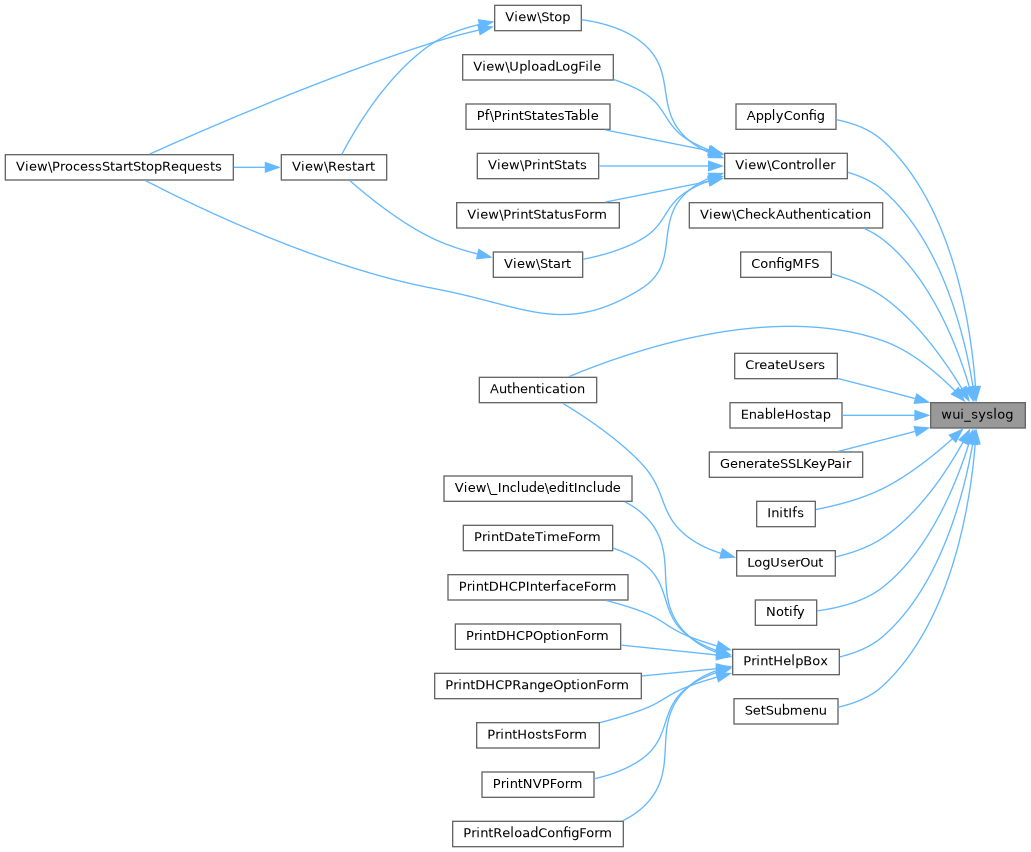 View\Stop
View\UploadLogFile
Pf\PrintStatesTable
ApplyConfig
View\ProcessStartStopRequests
View\Restart
View\PrintStats
View\Controller
View\PrintStatusForm
View\CheckAuthentication
View\Start
ConfigMFS
CreateUsers
Authentication
EnableHostap
wui_syslog
GenerateSSLKeyPair
View\_Include\editInclude
InitIfs
PrintDateTimeForm
LogUserOut
PrintDHCPInterfaceForm
Notify
PrintDHCPOptionForm
PrintHelpBox
PrintDHCPRangeOptionForm
SetSubmenu
PrintHostsForm
PrintNVPForm
PrintReloadConfigForm